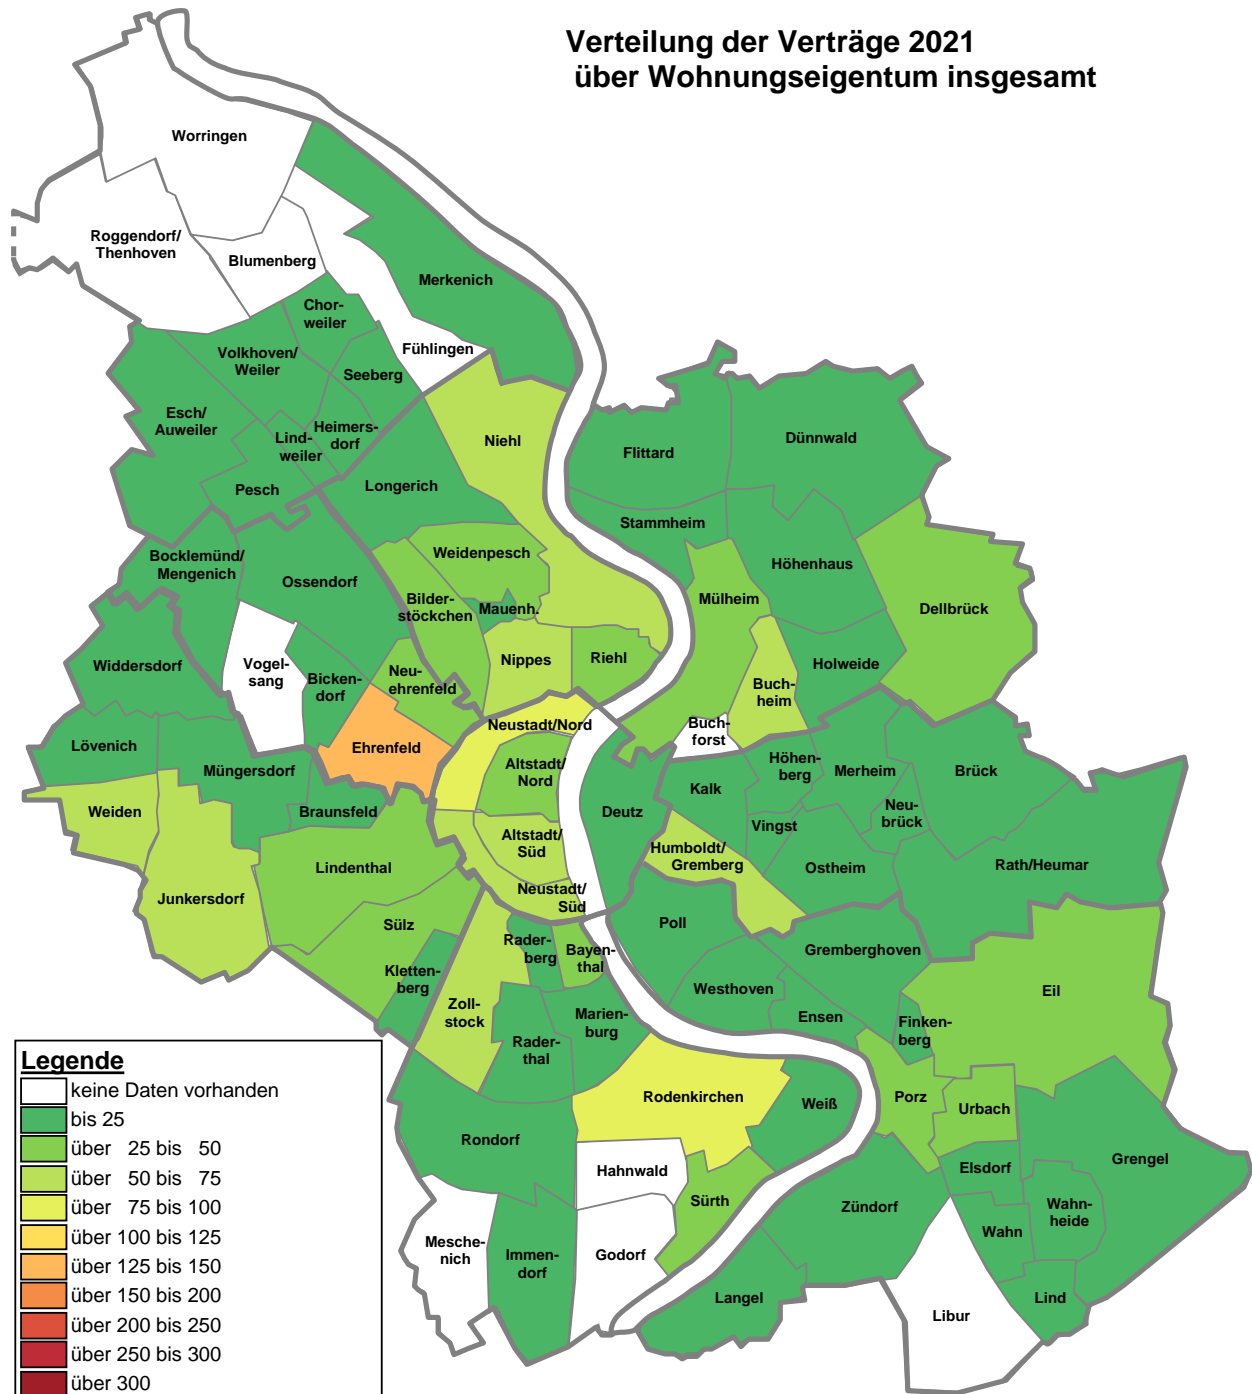 Verteilung der Verträge 2021
über Wohnungseigentum insgesamt
Worringen
Roggendorf/
Thenhoven
Blumenberg
Merkenich
Chor-
weiler
Fühlingen
Volkhoven/
Weiler
Seeberg
Esch/
Auweiler
Heimers-
dorf
Lind-
weiler
Pesch
Longerich
Niehl
Flittard
Dünnwald
Stammheim
Bocklemünd/
Mengenich
Ossendorf
Weidenpesch
Höhenhaus
Bilder-
stöckchen
Mauenh.
Mülheim
Dellbrück
Widdersdorf
Vogel-
sang
Bicken-
dorf
Neu-
ehrenfeld
Nippes
Riehl
Holweide
Buch-
heim
Buch-
forst
Lövenich
Müngersdorf
Ehrenfeld
Neustadt/Nord
Altstadt/
Nord
Deutz
Kalk
Höhen-
berg
Merheim
Brück
Neu-
brück
Weiden
Braunsfeld
Vingst
Altstadt/
Süd
Humboldt/
Gremberg
Ostheim
Rath/Heumar
Lindenthal
Junkersdorf
Neustadt/
Süd
Sülz
Poll
Rader-
berg
Bayen-
thal
Gremberghoven
Kletten-
berg
Zoll-
stock
Westhoven
Eil
Marien-
burg
Ensen
Finken-
berg
Rader-
thal
Rodenkirchen
Weiß
Porz
Urbach
Rondorf
Hahnwald
Elsdorf
Grengel
Sürth
Zündorf
Wahn-
heide
Wahn
Mesche-
nich
Immen-
dorf
Godorf
Langel
Lind
Libur
Legende
keine Daten vorhanden
bis 25
über 25 bis 50
über 50 bis 75
über 75 bis 100
über 100 bis 125
über 125 bis 150
über 150 bis 200
über 200 bis 250
über 250 bis 300
über 300